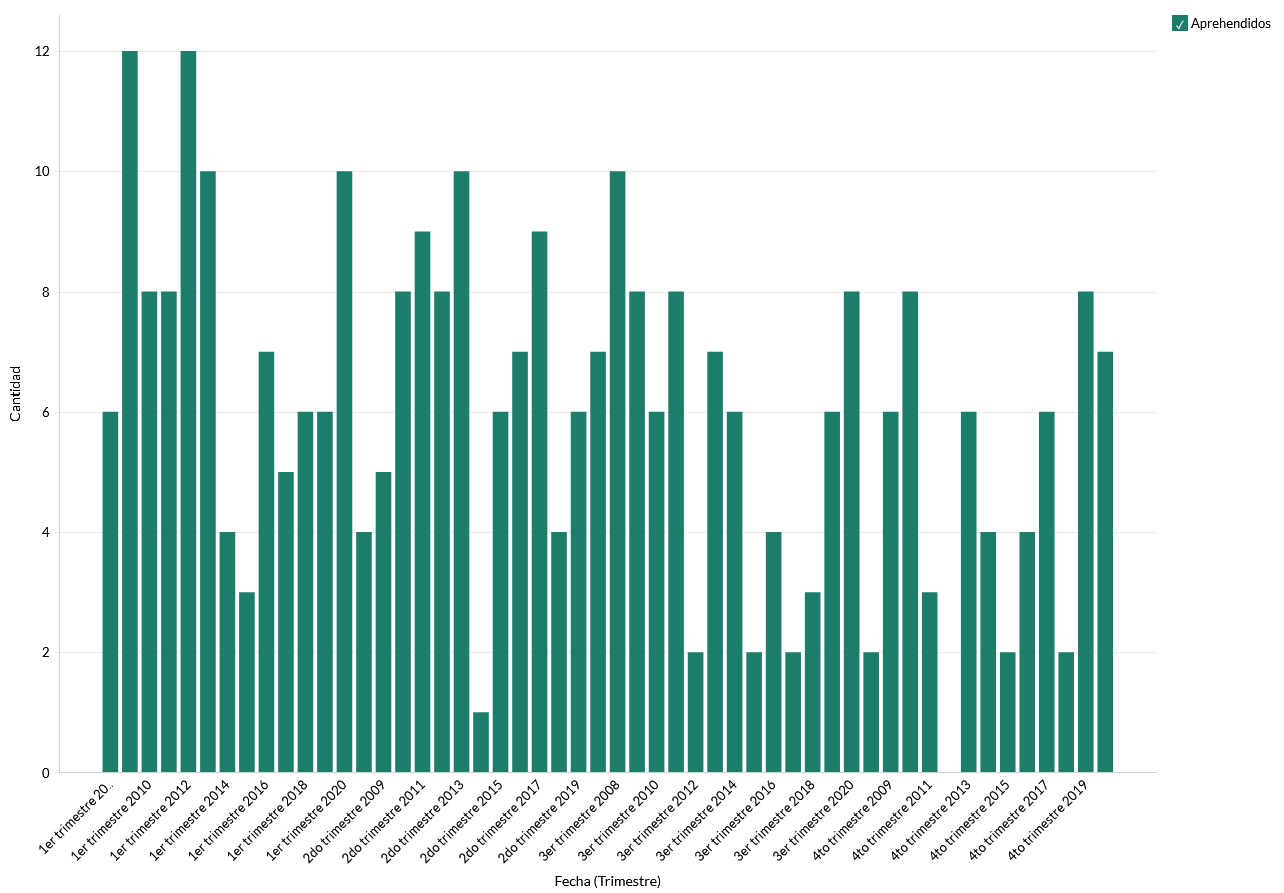 Aprehendidos
12
10
8
6
4
2
0
Cantidad
1er trimestre 20..
1er trimestre 2010
1er trimestre 2012
1er trimestre 2014
1er trimestre 2016
1er trimestre 2018
1er trimestre 2020
2do trimestre 2009
2do trimestre 2011
2do trimestre 2013
2do trimestre 2015
2do trimestre 2017
2do trimestre 2019
3er trimestre 2008
3er trimestre 2010
3er trimestre 2012
3er trimestre 2014
3er trimestre 2016
3er trimestre 2018
3er trimestre 2020
4to trimestre 2009
4to trimestre 2011
4to trimestre 2013
4to trimestre 2015
4to trimestre 2017
4to trimestre 2019
Fecha (Trimestre)